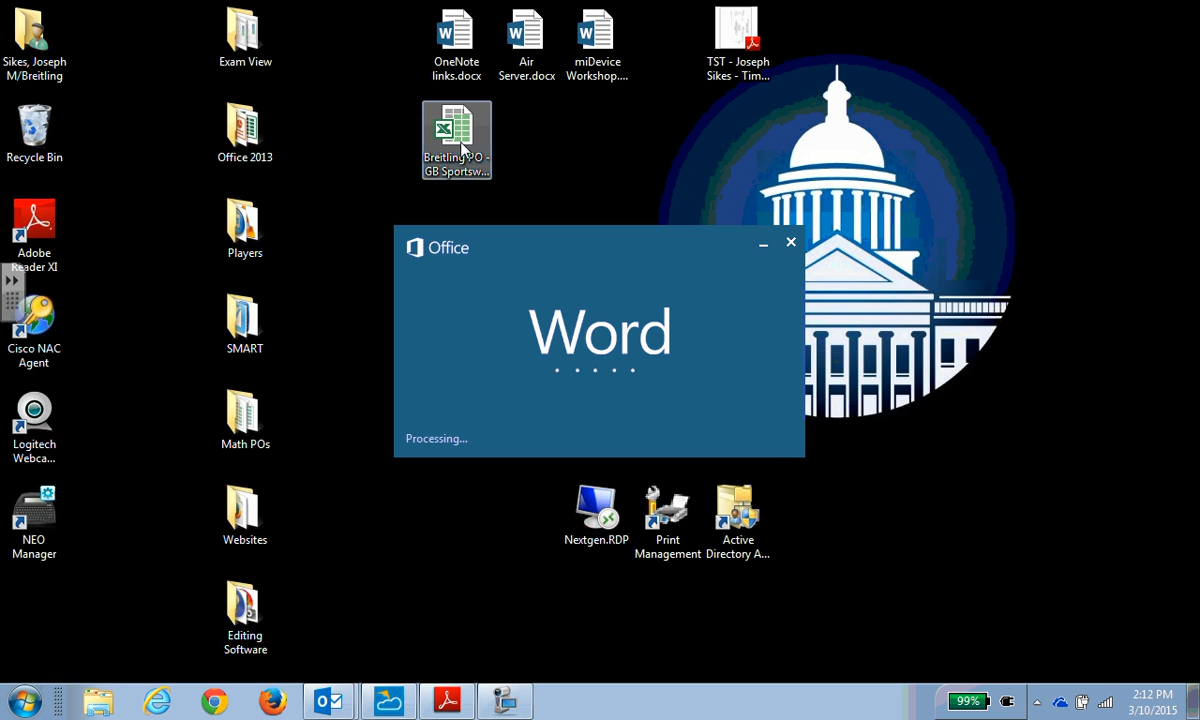 Sikes, Joseph
M/Breitling
Exam View
OneNote
links.docx
Air
Server.docx
miDevice
Workshop....
TST - Joseph
Sikes - Tim...
Recycle Bin
Office 2013
Breitling PO -
GB Sportsw...
Adobe
Reader XI
Players
Office
Word
Processing...
Cisco NAC
Agent
SMART
Logitech
Webca...
Math POs
NEO
Manager
Websites
Nextgen.RDP
Print
Management
Active
Directory A...
Editing
Software
99%
2:12 PM
3/10/2015